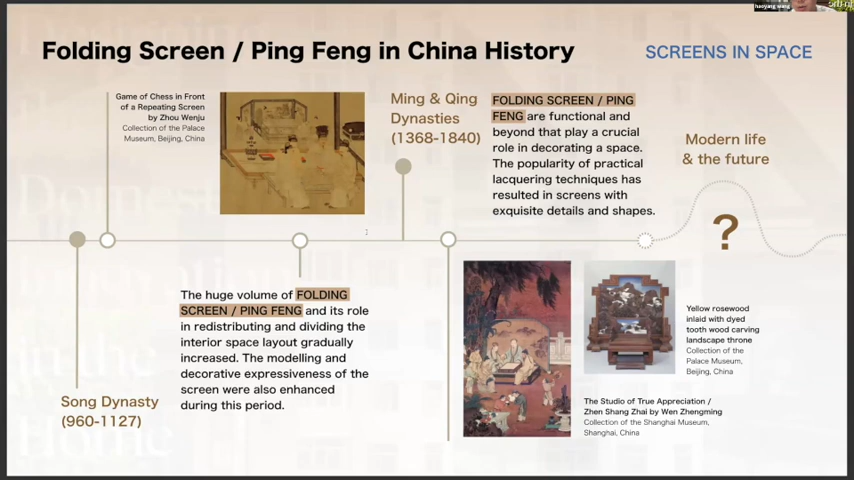 haoyang wang
Folding Screen / Ping Feng in China History
SCREENS IN SPACE
Game of Chess in Front
of a Repeating Screen
by Zhou Wenju
Collection of the Palace
Museum, Beijing, China
Ming & Qing
Dynasties
(1368-1840)
FOLDING SCREEN / PING
FENG are functional and
beyond that play a crucial
role in decorating a space.
The popularity of practical
lacquering techniques has
resulted in screens with
exquisite details and shapes.
Modern life
& the future
?
The huge volume of FOLDING
SCREEN / PING FENG and its role
in redistributing and dividing the
interior space layout gradually
increased. The modelling and
decorative expressiveness of the
screen were also enhanced
during this period.
Song Dynasty
(960-1127)
Yellow rosewood
inlaid with dyed
tooth wood carving
landscape throne
Collection of the
Palace Museum,
Beijing, China
The Studio of True Appreciation /
Zhen Shang Zhai by Wen Zhengming
Collection of the Shanghai Museum,
Shanghai, China
in the
Home